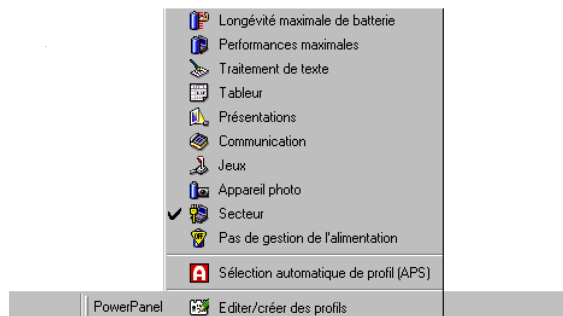 Longévité maximale de batterie
Performances maximales
Traitement de texte
Tableur
Présentations
Communication
Jeux
Appareil photo
Secteur
Pas de gestion de l'alimentation
Sélection automatique de profil (APS)
PowerPanel Editer/créer des profils